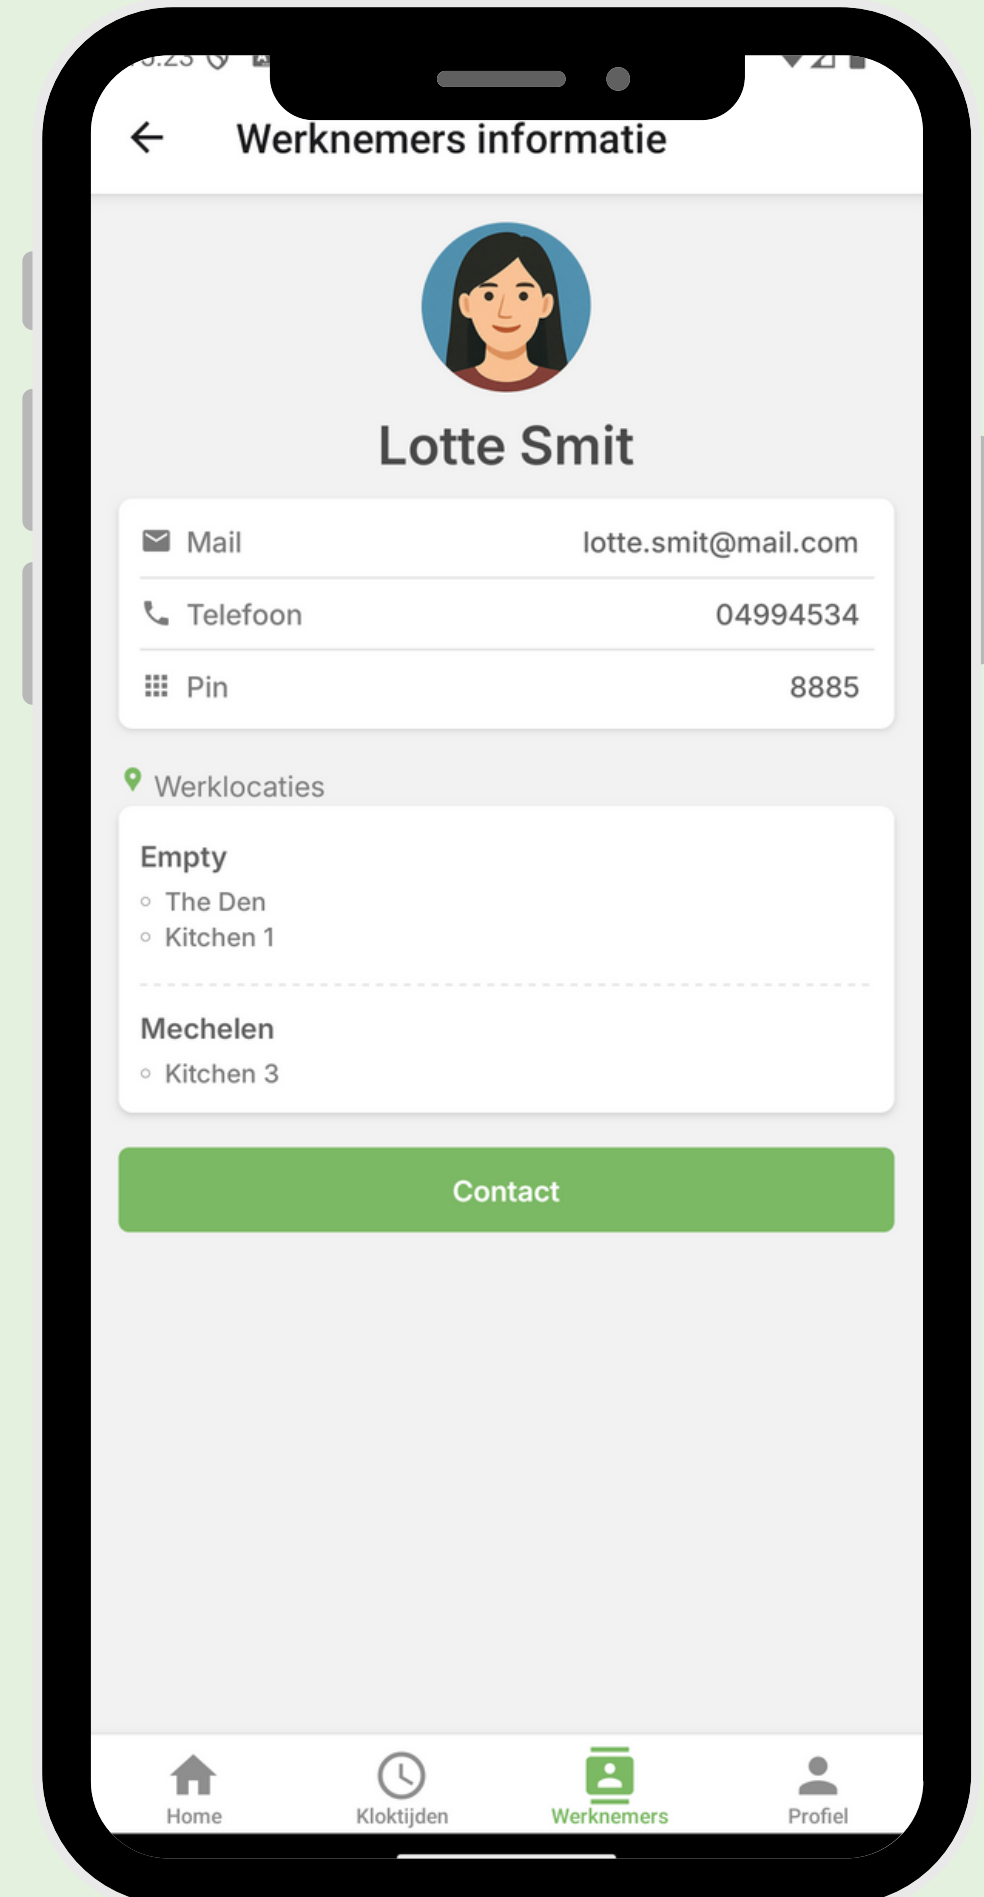 Werknemers informatie
Lotte Smit
Mail lotte.smit@mail.com
Telefoon 04994534
Pin 8885
Werklocaties
Empty
The Den
Kitchen 1
Mechelen
Kitchen 3
Contact
Home Kloktijden Werknemers Profiel